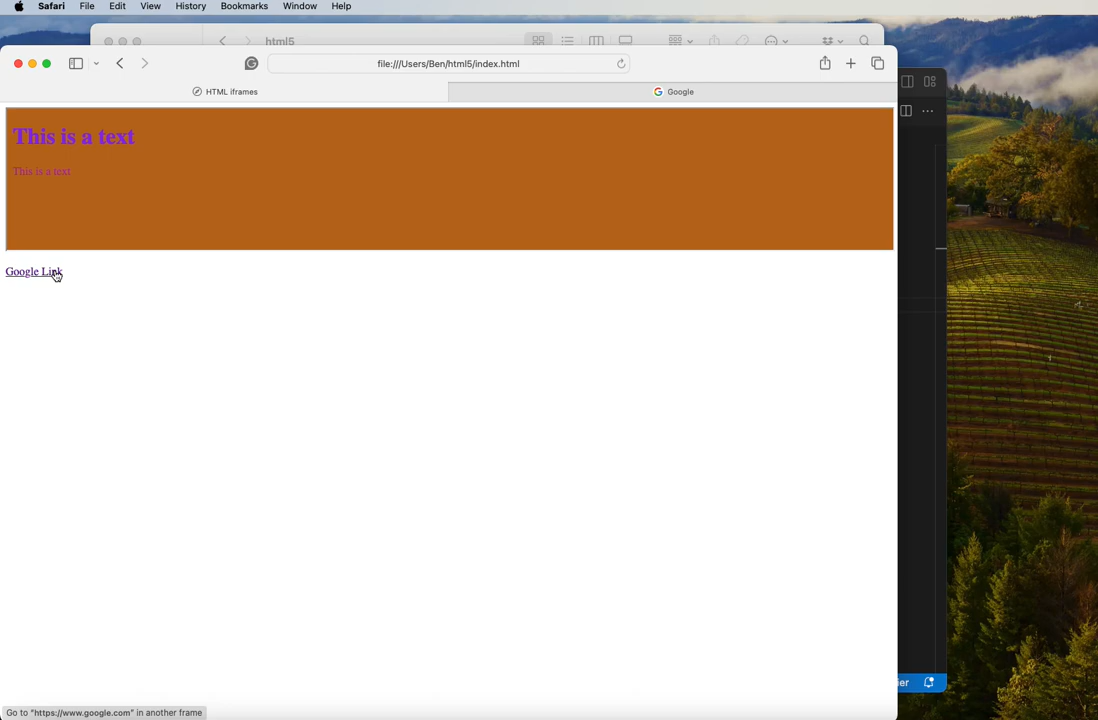 Safari File Edit View History Bookmarks Window Help
html5
file:///Users/Ben/html5/index.html
HTML iframes
Google
This is a text
This is a text
Google Link
ier
Go to “https://www.google.com” in another frame